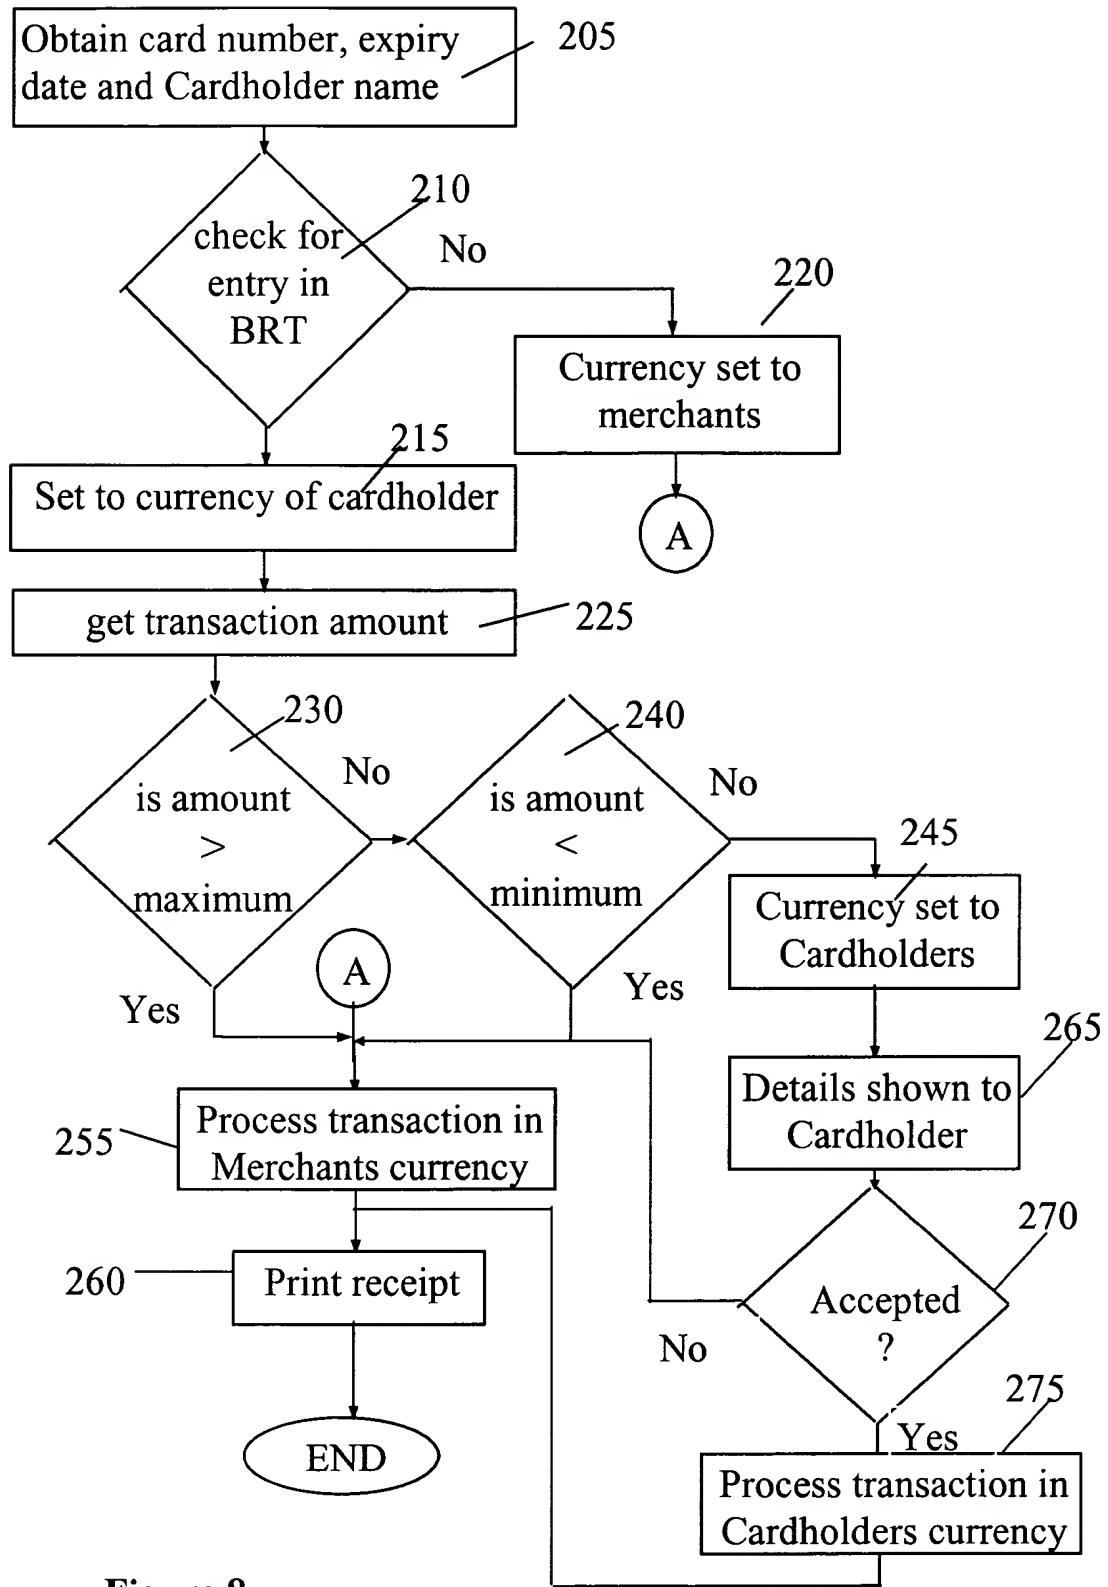 Obtain card number, expiry
date and Cardholder name
205
210
check for
entry in
BRT
No
220
Currency set to
merchants
215
Set to currency of cardholder
A
get transaction amount
225
230
240
No
is amount
>
maximum
is amount
<
minimum
No
245
Currency set to
Cardholders
A
Yes
Yes
265
Details shown to
Cardholder
Process transaction in
Merchants currency
255
270
260
Print receipt
Accepted
?
No
275
END
Yes
Process transaction in
Cardholders currency
Figure 8